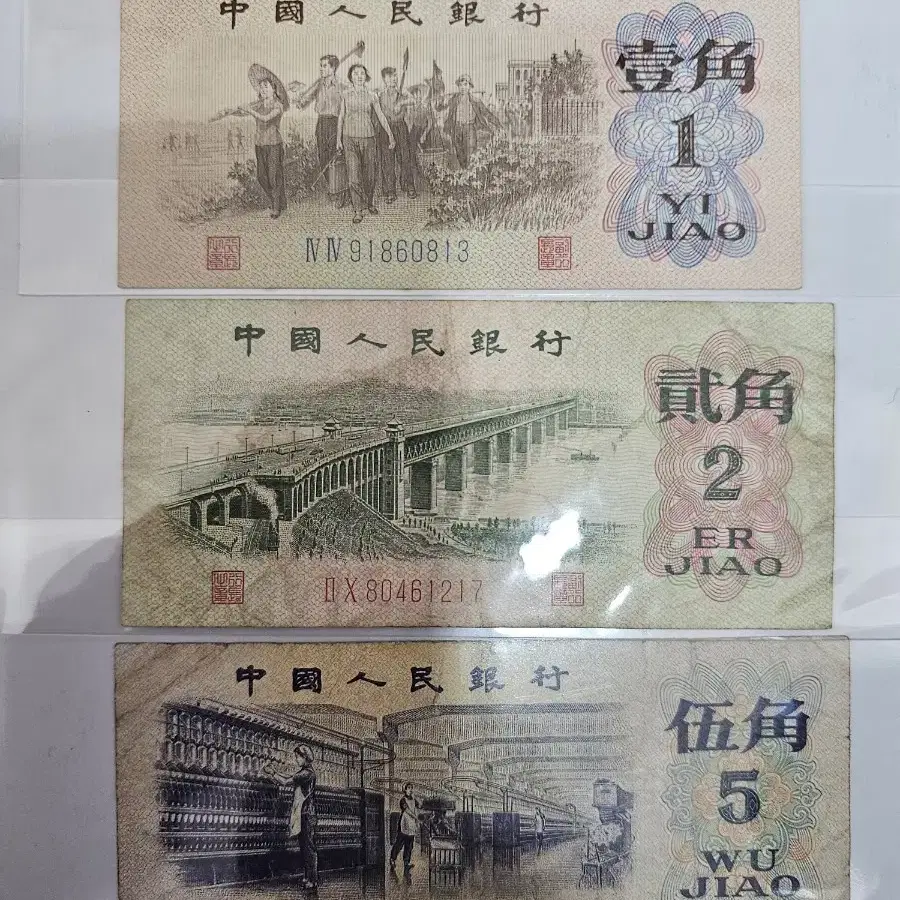 中國人民銀行
壹角
1
YI
JIAO
ⅣⅣ91860813
中國人民銀行
貳角
2
ER
JIAO
ⅡⅩ80461217
中國人民銀行
伍角
5
WU
JIAO